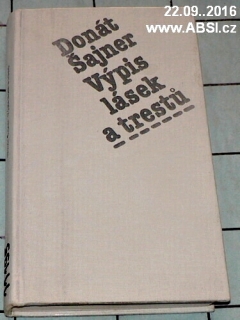 22.09..2016
www.ABSI.cz
Donát
Šajner
Výpis
lásek
a trestů